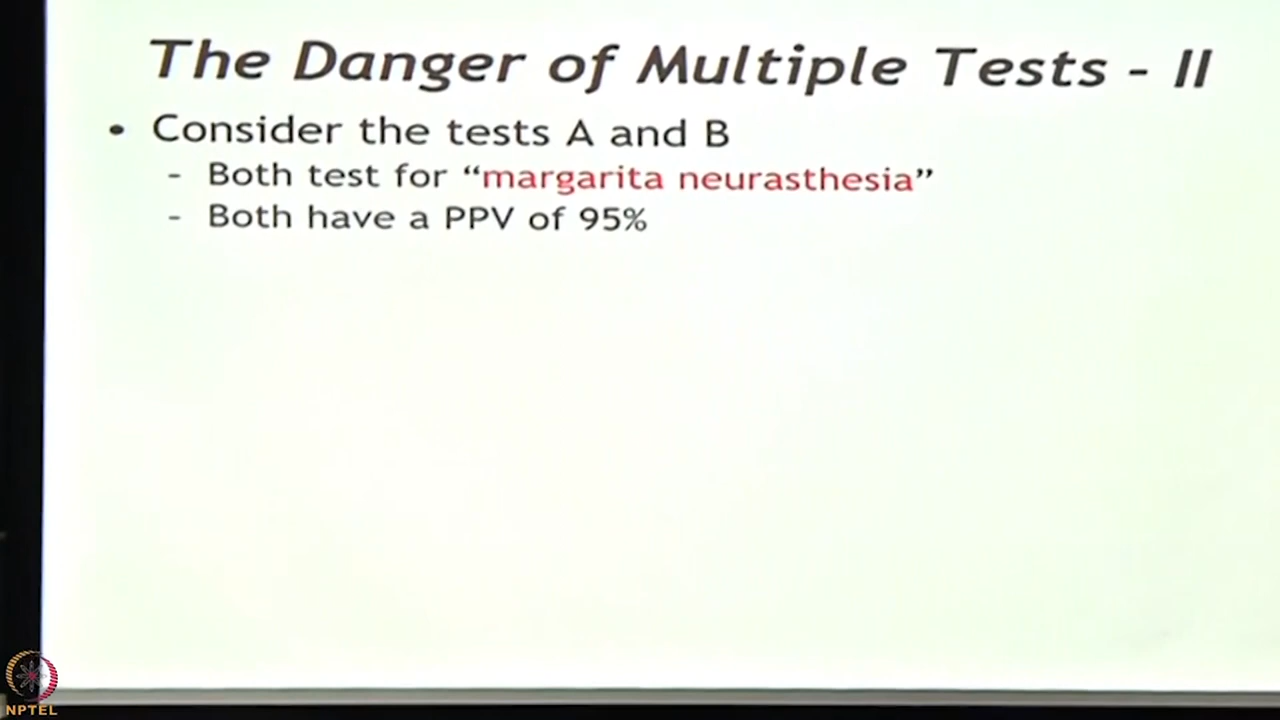 The Danger of Multiple Tests - II
• Consider the tests A and B
- Both test for “margarita neurasthesia”
- Both have a PPV of 95%
NPTEL